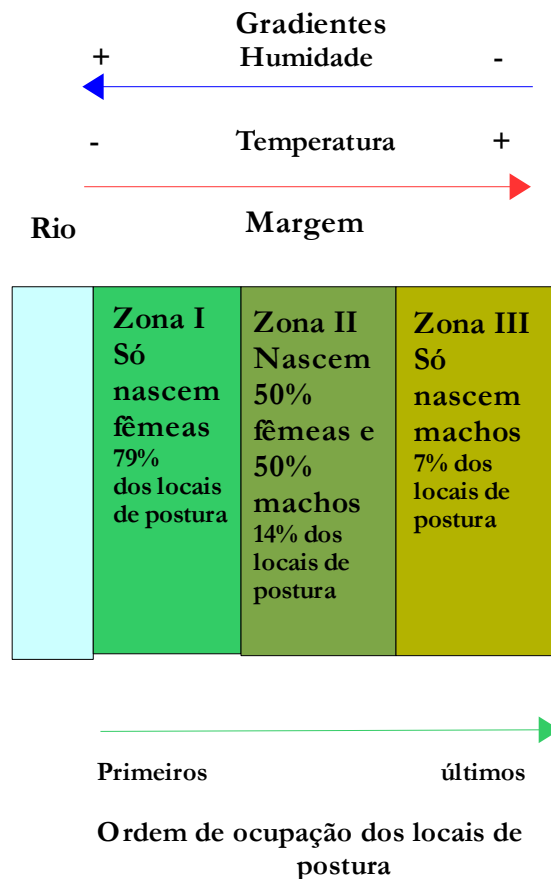 Gradientes
+ Humidade -
- Temperatura +
Rio Margem
Zona I
Só
nascem
fêmeas
79%
dos locais
de postura
Zona II
Nascem
50%
fêmeas e
50%
machos
14% dos
locais de
postura
Zona III
Só
nascem
machos
7% dos
locais de
postura
Primeiros últimos
Ordem de ocupação dos locais de
postura